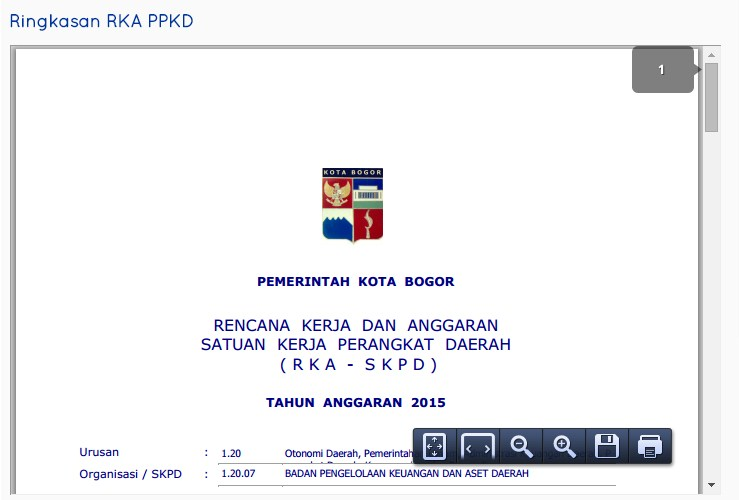 Ringkasan RKA PPKD
1
KOTA BOGOR
PEMERINTAH KOTA BOGOR
RENCANA KERJA DAN ANGGARAN
SATUAN KERJA PERANGKAT DAERAH
( R K A - S K P D )
TAHUN ANGGARAN 2015
Urusan : 1.20 Otonomi Daerah, Pemerintah
Organisasi / SKPD : 1.20.07 BADAN PENGELOLAAN KEUANGAN DAN ASET DAERAH